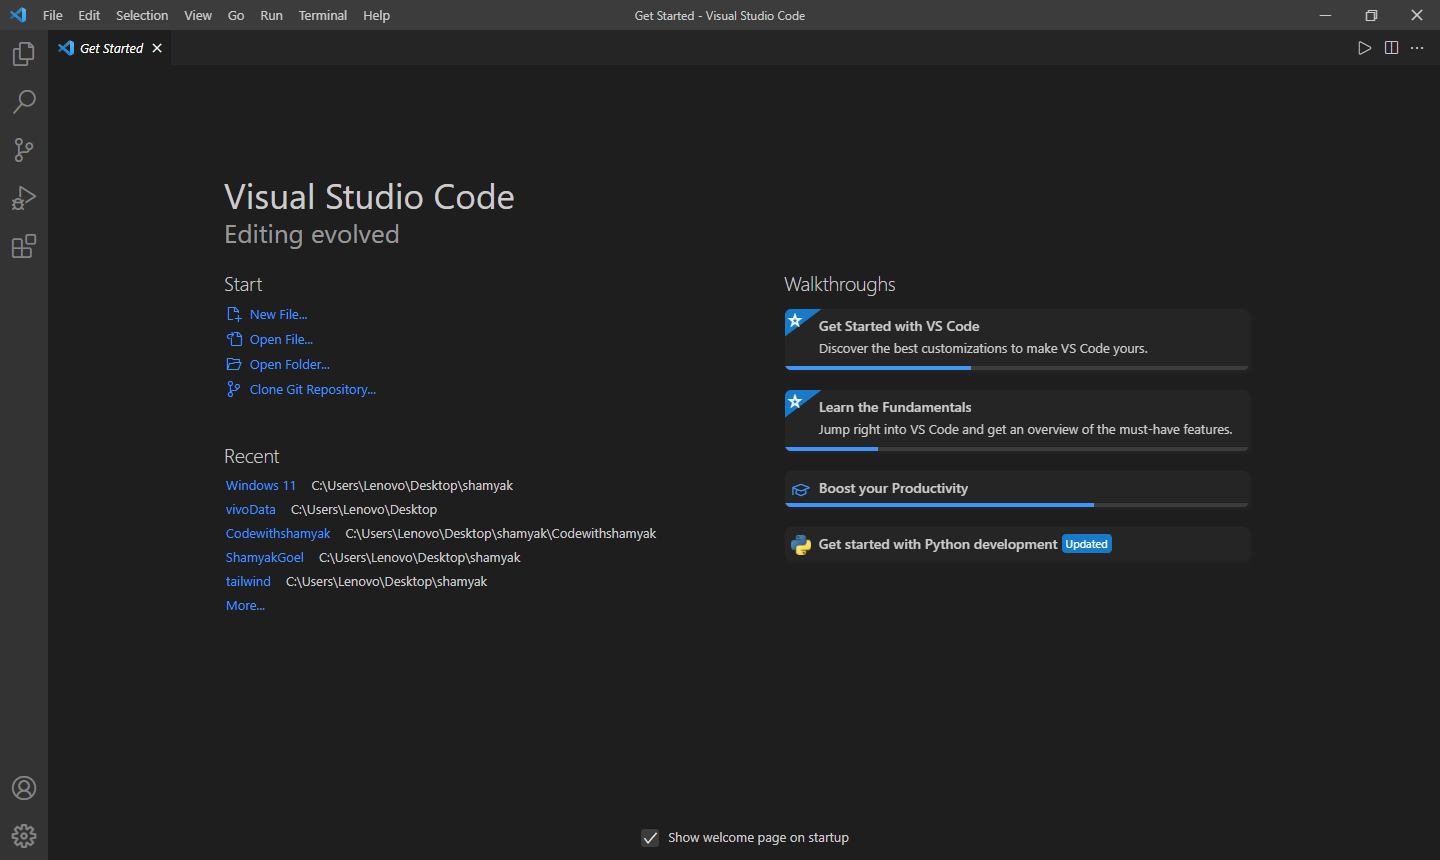 File Edit Selection View Go Run Terminal Help Get Started - Visual Studio Code
Get Started
Visual Studio Code
Editing evolved
Start
New File...
Open File...
Open Folder...
Clone Git Repository...
Recent
Windows 11 C:\Users\Lenovo\Desktop\shamyak
vivoData C:\Users\Lenovo\Desktop
Codewithshamyak C:\Users\Lenovo\Desktop\shamyak\Codewithshamyak
ShamyakGoel C:\Users\Lenovo\Desktop\shamyak
tailwind C:\Users\Lenovo\Desktop\shamyak
More...
Walkthroughs
Get Started with VS Code
Discover the best customizations to make VS Code yours.
Learn the Fundamentals
Jump right into VS Code and get an overview of the must-have features.
Boost your Productivity
Get started with Python development Updated
Show welcome page on startup